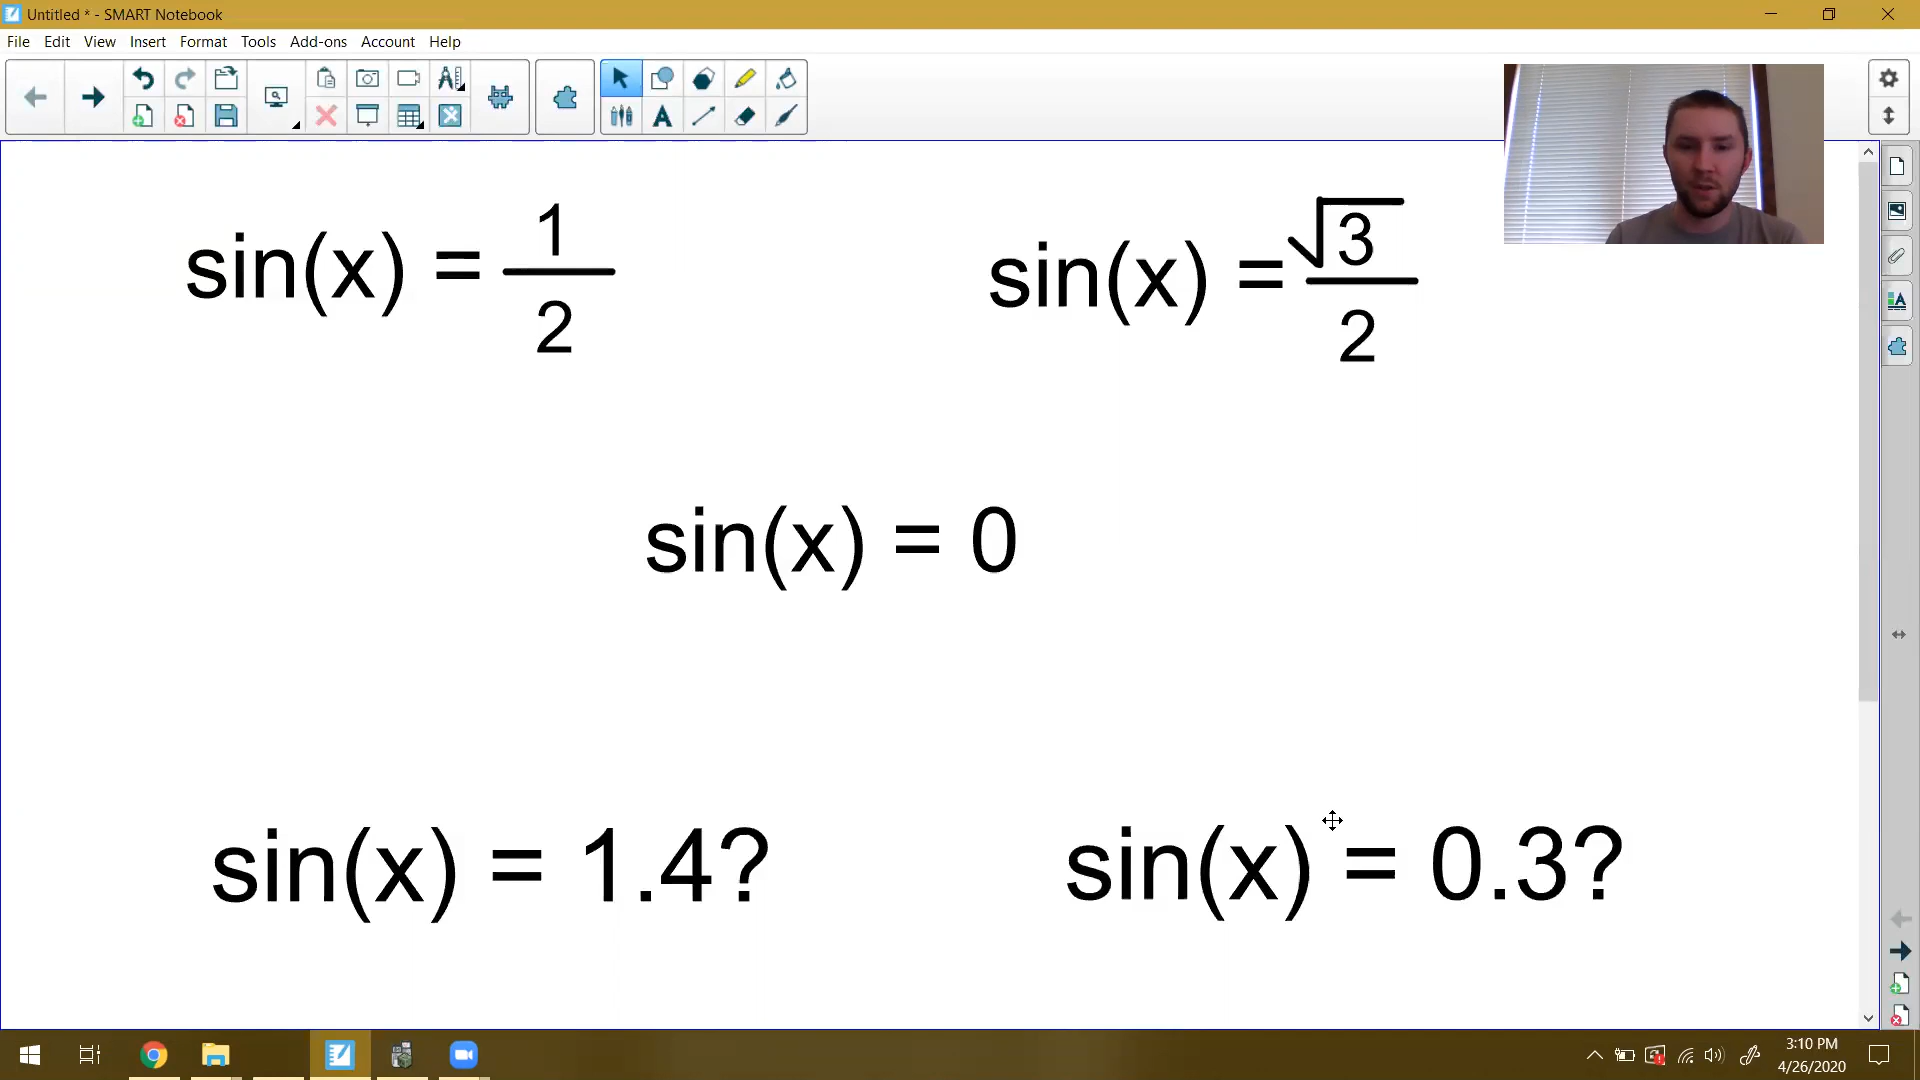 Untitled * - SMART Notebook
File Edit View Insert Format Tools Add-ons Account Help
sin(x) = 1/2
sin(x) = √3/2
sin(x) = 0
sin(x) = 1.4?
sin(x) = 0.3?
3:10 PM
4/26/2020